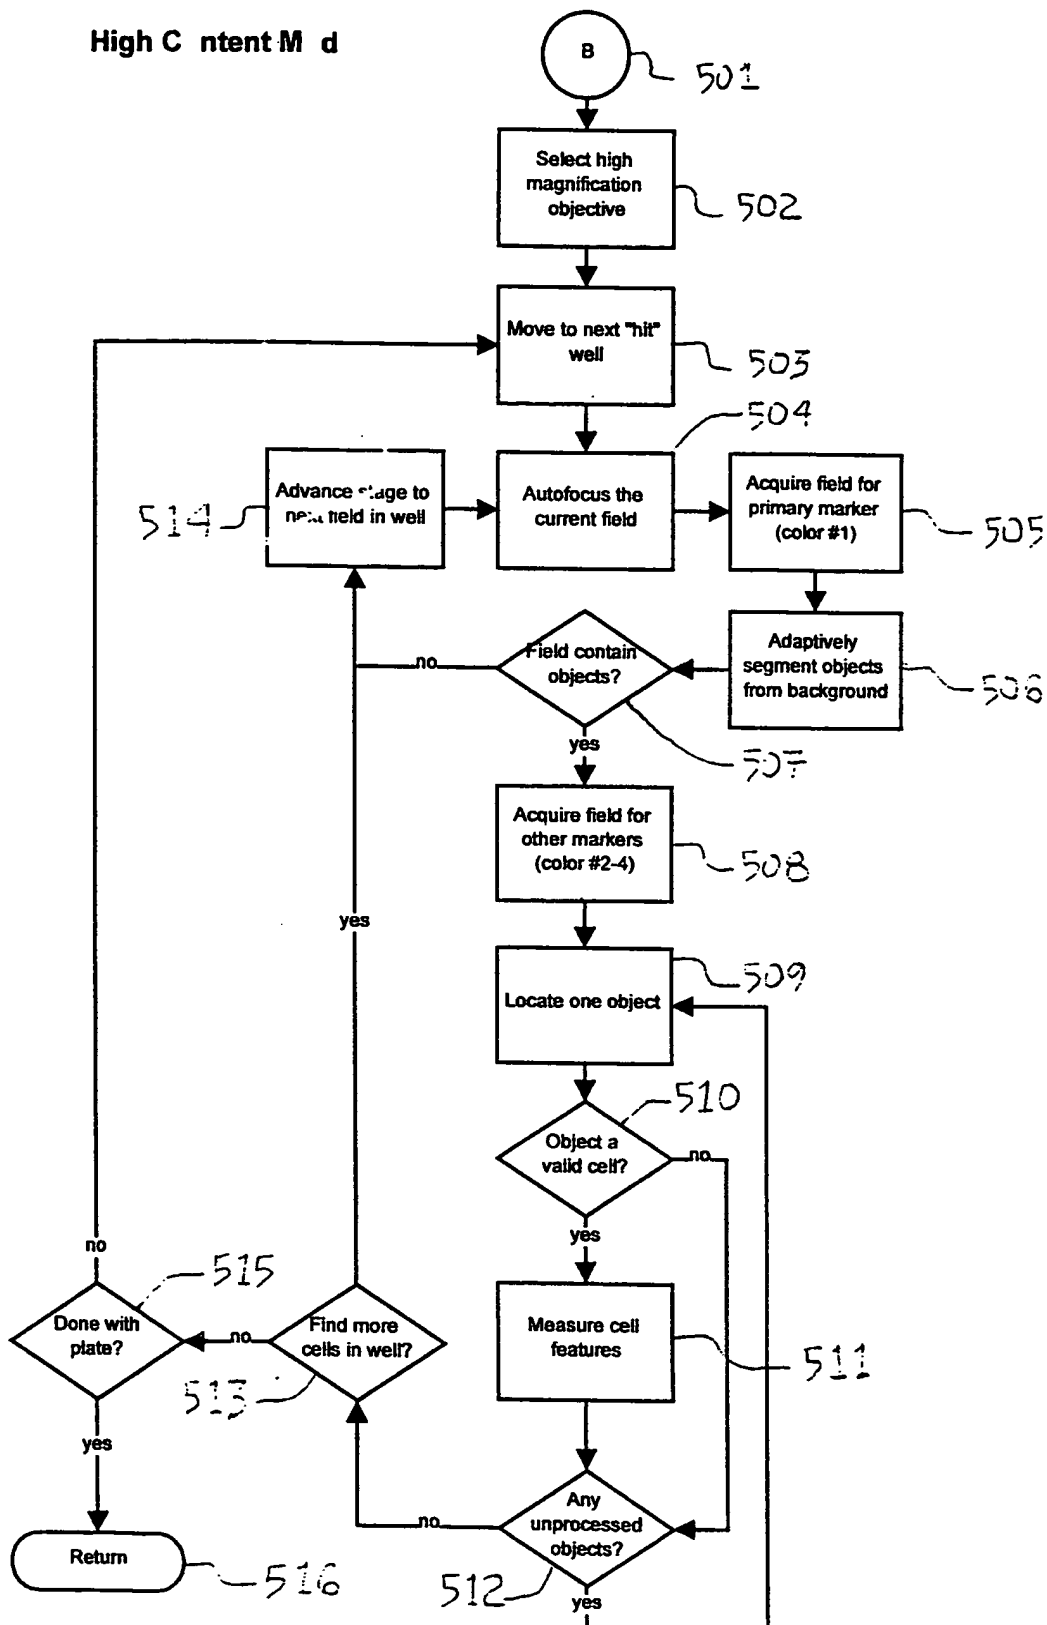 High C ntent M d
B
501
Select high
magnification
objective
502
Move to next "hit"
well
503
504
Advance stage to
next field in well
514
Autofocus the
current field
Acquire field for
primary marker
(color #1)
505
Field contain
objects?
no
yes
507
Adaptively
segment objects
from background
506
Acquire field for
other markers
(color #2-4)
508
yes
509
Locate one object
510
Object a
valid cell?
no
yes
no
515
Done with
plate?
no
Find more
cells in well?
513
Measure cell
features
511
yes
no
Any
unprocessed
objects?
512
yes
Return
516